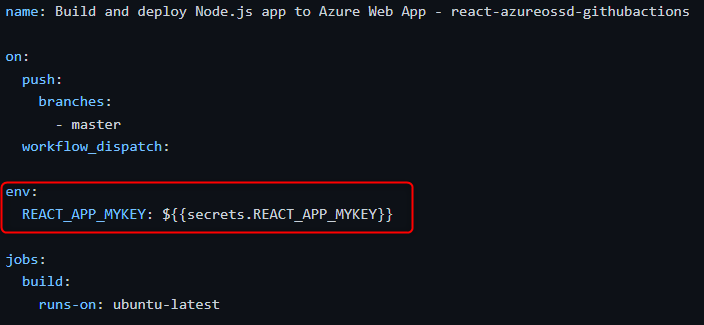 name: Build and deploy Node.js app to Azure Web App - react-azureossd-githubactions
on:
push:
branches:
- master
workflow_dispatch:
env:
REACT_APP_MYKEY: ${{secrets.REACT_APP_MYKEY}}
jobs:
build:
runs-on: ubuntu-latest